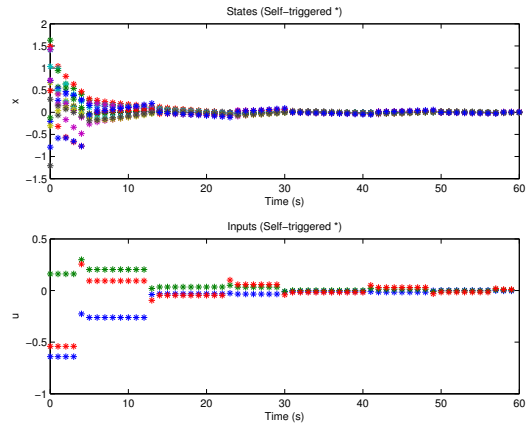 States (Self-triggered *)
2
1.5
1
0.5
0
−0.5
−1
−1.5
x
0 10 20 30 40 50 60
Time (s)
Inputs (Self-triggered *)
0.5
0
−0.5
−1
u
0 10 20 30 40 50 60
Time (s)